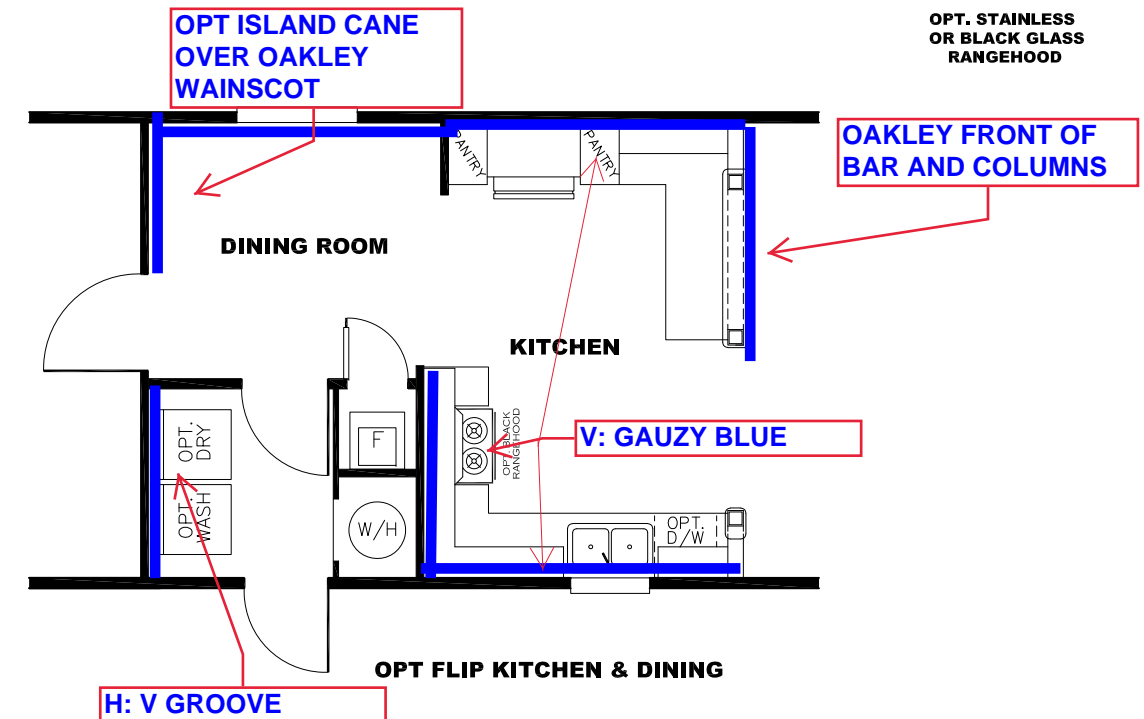 OPT ISLAND CANE
OVER OAKLEY
WAINSCOT
OPT. STAINLESS
OR BLACK GLASS
RANGEHOOD
OAKLEY FRONT OF
BAR AND COLUMNS
PANTRY
PANTRY
DINING ROOM
KITCHEN
OPT. BLACK
RANGEHOOD
V: GAUZY BLUE
OPT.
DRY
F
OPT.
WASH
W/H
OPT.
D/W
OPT FLIP KITCHEN & DINING
H: V GROOVE